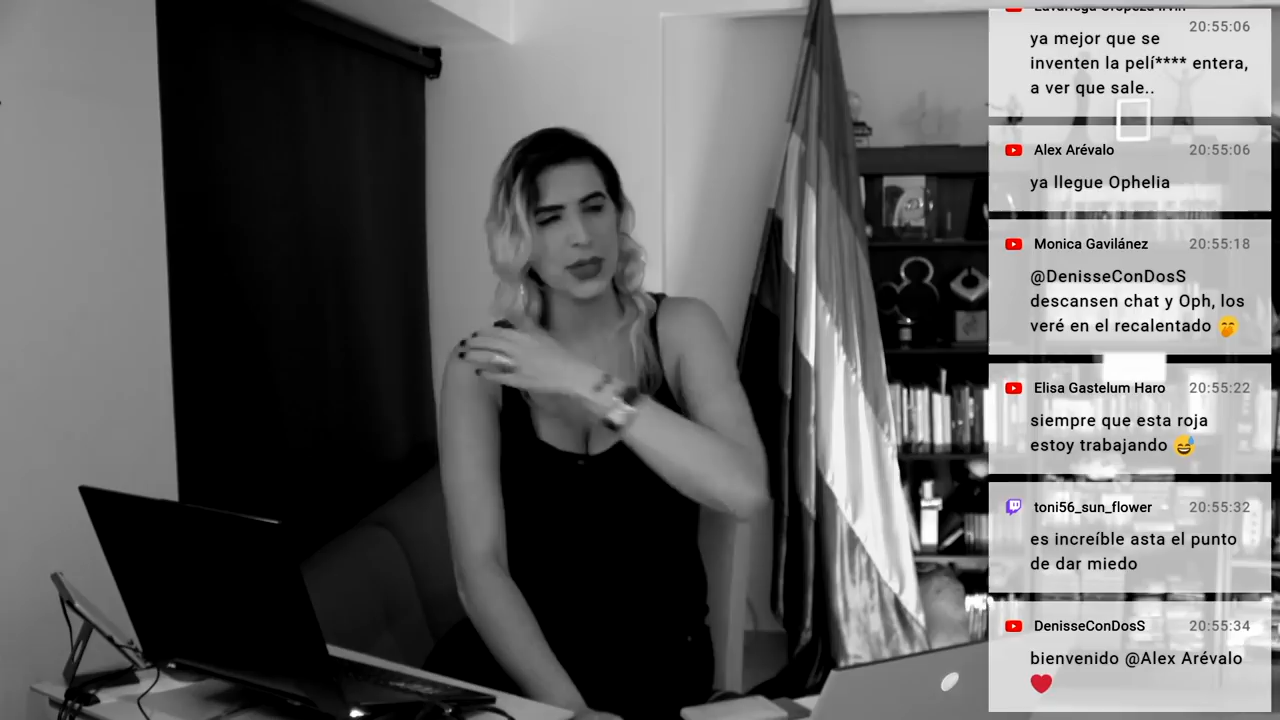 20:55:06
ya mejor que se
inventen la pelí**** entera,
a ver que sale..
Alex Arévalo 20:55:06
ya llegue Ophelia
Monica Gavilánez 20:55:18
@DenisseConDosS
descansen chat y Oph, los
veré en el recalentado 🤭
Elisa Gastelum Haro 20:55:22
siempre que esta roja
estoy trabajando 😅
toni56_sun_flower 20:55:32
es increíble asta el punto
de dar miedo
DenisseConDosS 20:55:34
bienvenido @Alex Arévalo
❤️